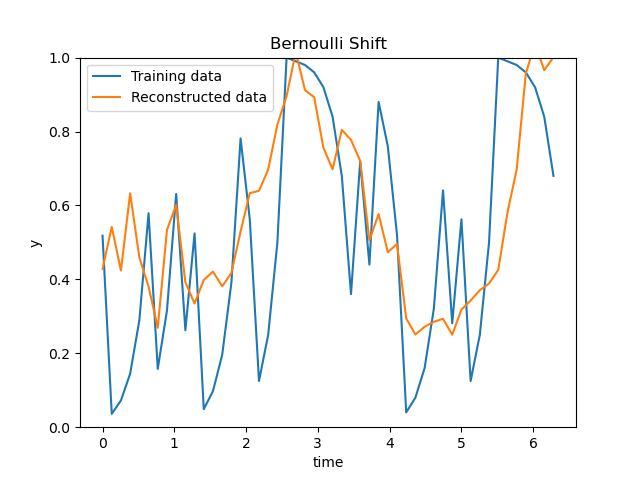 Bernoulli Shift
Training data
Reconstructed data
1.0
0.8
0.6
0.4
0.2
0.0
y
0 1 2 3 4 5 6
time